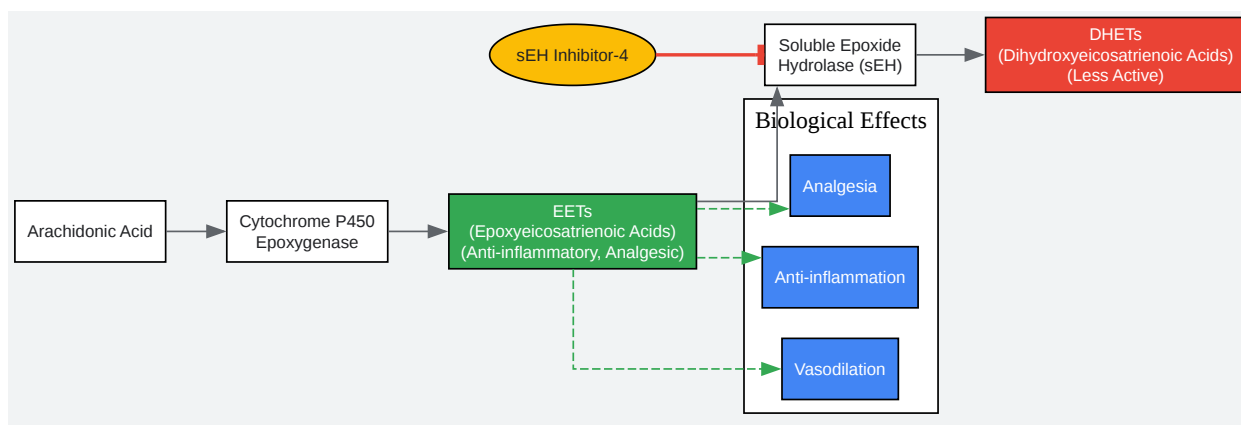 sEH Inhibitor-4
Soluble Epoxide
Hydrolase (sEH)
DHETs
(Dihydroxyeicosatrienoic Acids)
(Less Active)
Biological Effects
Analgesia
Arachidonic Acid
Cytochrome P450
Epoxygenase
EETs
(Epoxyeicosatrienoic Acids)
(Anti-inflammatory, Analgesic)
Anti-inflammation
Vasodilation